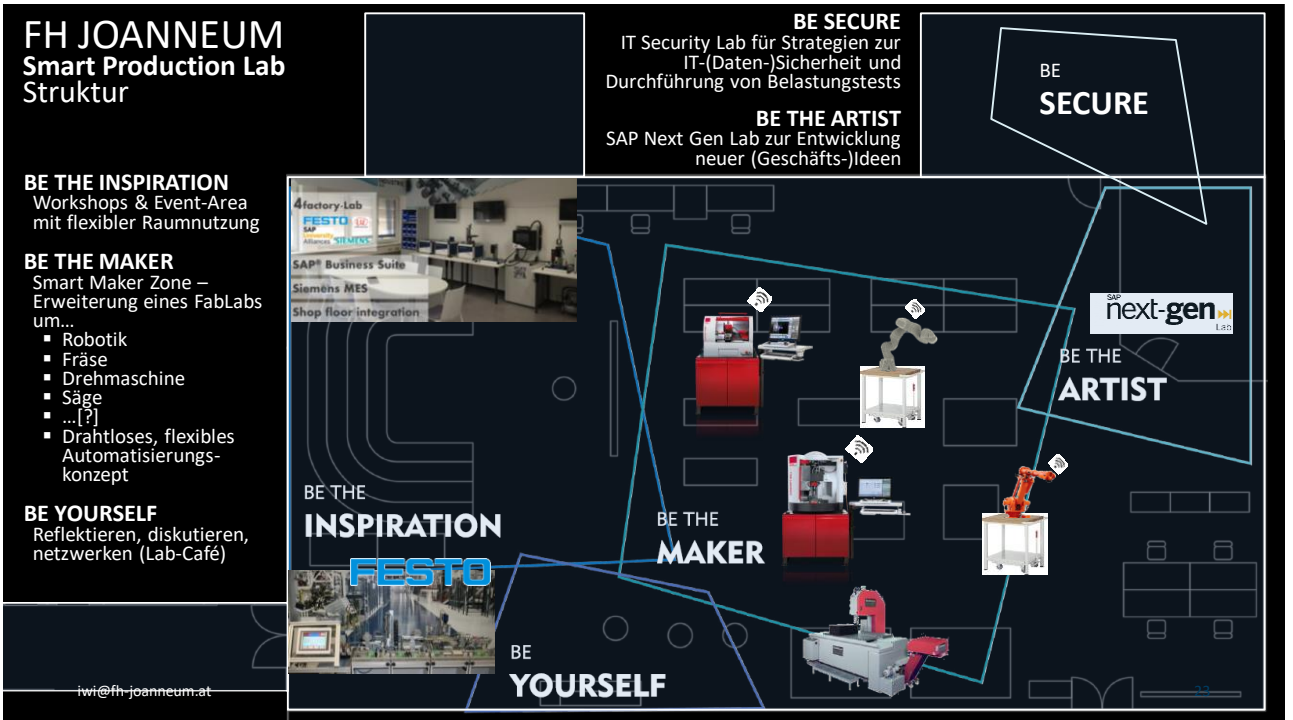 FH JOANNEUM
Smart Production Lab
Struktur
BE THE INSPIRATION
Workshops & Event-Area
mit flexibler Raumnutzung
BE THE MAKER
Smart Maker Zone –
Erweiterung eines FabLabs
um…
▪ Robotik
▪ Fräse
▪ Drehmaschine
▪ Säge
▪ …[?]
▪ Drahtloses, flexibles
Automatisierungs-
konzept
BE YOURSELF
Reflektieren, diskutieren,
netzwerken (Lab-Café)
iwi@fh-joanneum.at
BE SECURE
IT Security Lab für Strategien zur
IT-(Daten-)Sicherheit und
Durchführung von Belastungstests
BE THE ARTIST
SAP Next Gen Lab zur Entwicklung
neuer (Geschäfts-)Ideen
BE
SECURE
4factory-Lab
FESTO
SAP
University
Alliances SIEMENS
SAP® Business Suite
Siemens MES
Shop floor integration
SAP
next-gen
Lab
BE THE
ARTIST
BE THE
INSPIRATION
BE THE
MAKER
FESTO
BE
YOURSELF
23